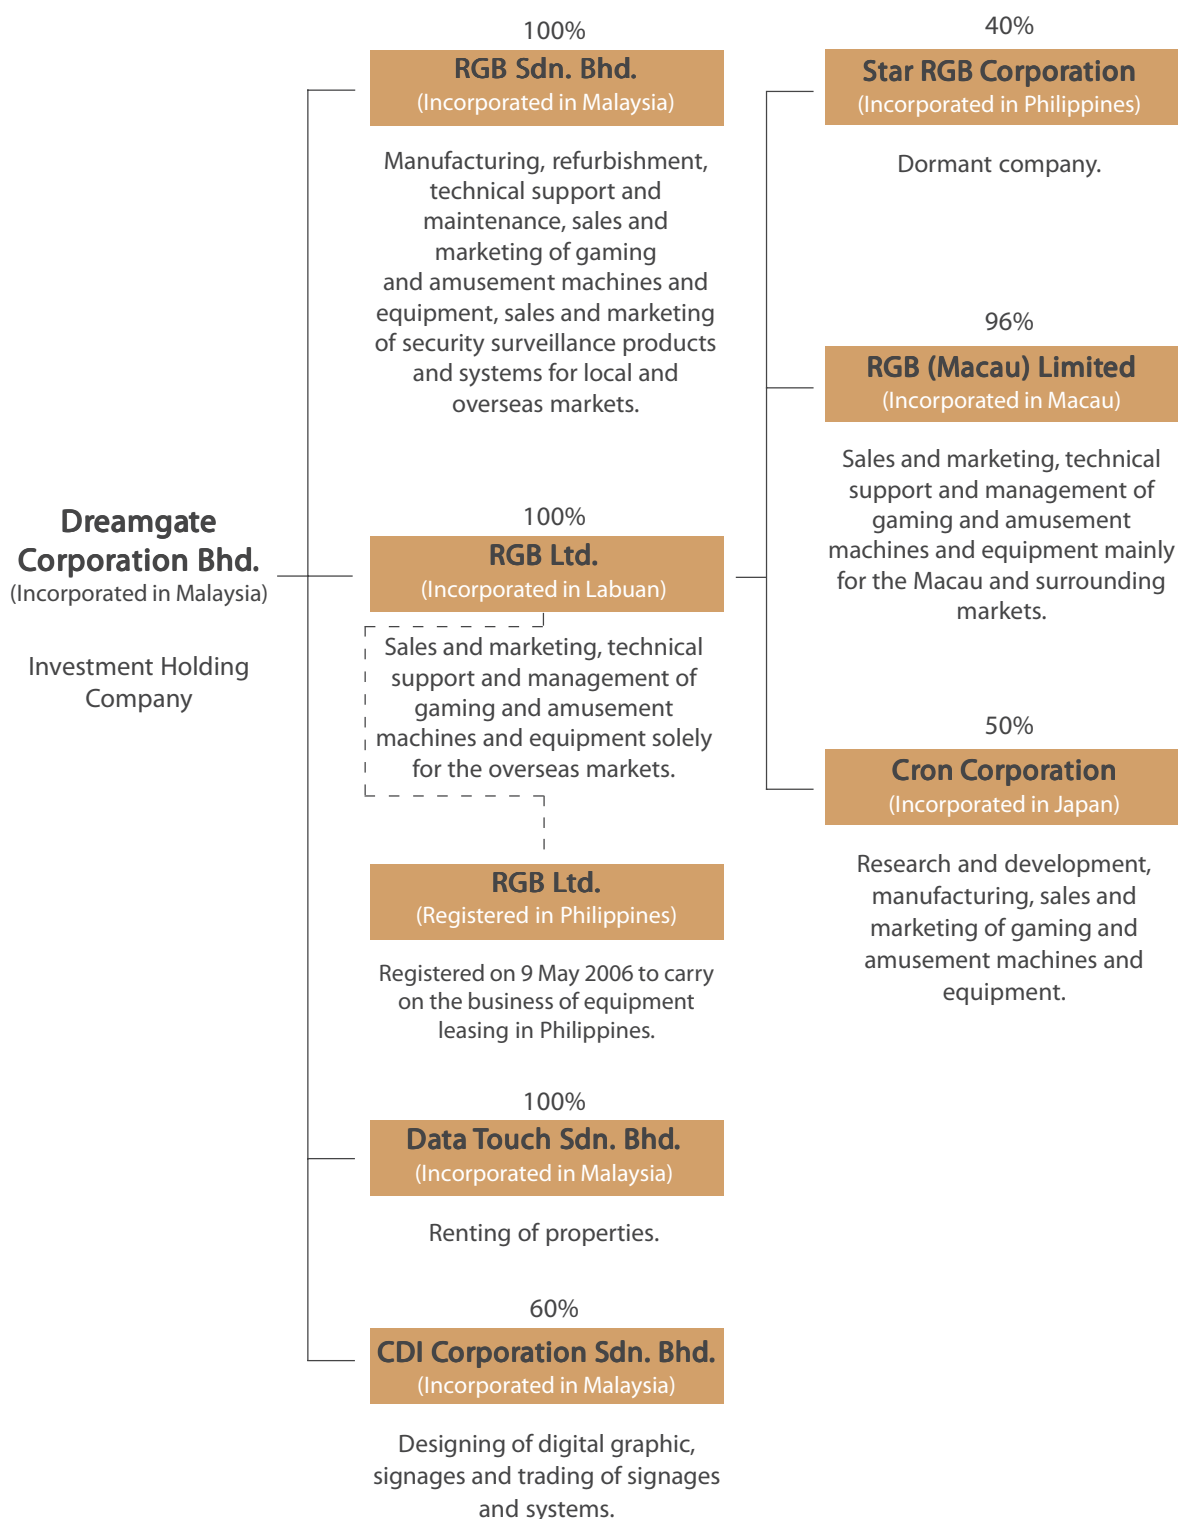 Dreamgate
Corporation Bhd.
(Incorporated in Malaysia)
Investment Holding
Company
100%
RGB Sdn. Bhd.
(Incorporated in Malaysia)
Manufacturing, refurbishment,
technical support and
maintenance, sales and
marketing of gaming
and amusement machines and
equipment, sales and marketing
of security surveillance products
and systems for local and
overseas markets.
100%
RGB Ltd.
(Incorporated in Labuan)
Sales and marketing, technical
support and management of
gaming and amusement
machines and equipment solely
for the overseas markets.
RGB Ltd.
(Registered in Philippines)
Registered on 9 May 2006 to carry
on the business of equipment
leasing in Philippines.
100%
Data Touch Sdn. Bhd.
(Incorporated in Malaysia)
Renting of properties.
60%
CDI Corporation Sdn. Bhd.
(Incorporated in Malaysia)
Designing of digital graphic,
signages and trading of signages
and systems.
40%
Star RGB Corporation
(Incorporated in Philippines)
Dormant company.
96%
RGB (Macau) Limited
(Incorporated in Macau)
Sales and marketing, technical
support and management of
gaming and amusement
machines and equipment mainly
for the Macau and surrounding
markets.
50%
Cron Corporation
(Incorporated in Japan)
Research and development,
manufacturing, sales and
marketing of gaming and
amusement machines and
equipment.